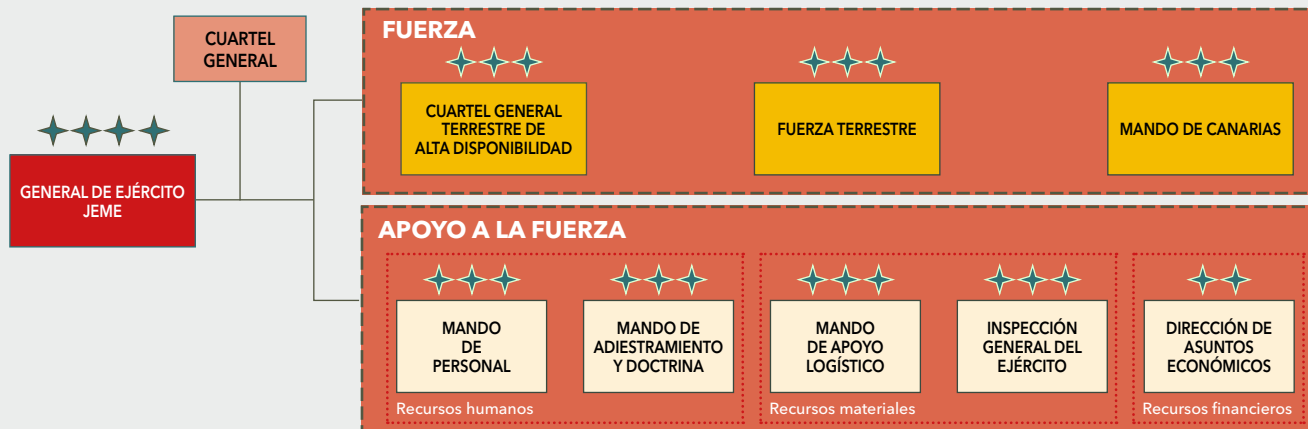 CUARTEL
GENERAL
GENERAL DE EJÉRCITO
JEME
FUERZA
CUARTEL GENERAL
TERRESTRE DE
ALTA DISPONIBILIDAD
FUERZA TERRESTRE
MANDO DE CANARIAS
APOYO A LA FUERZA
MANDO
DE
PERSONAL
MANDO DE
ADIESTRAMIENTO
Y DOCTRINA
Recursos humanos
MANDO
DE APOYO
LOGÍSTICO
INSPECCIÓN
GENERAL DEL
EJÉRCITO
Recursos materiales
DIRECCIÓN DE
ASUNTOS
ECONÓMICOS
Recursos financieros